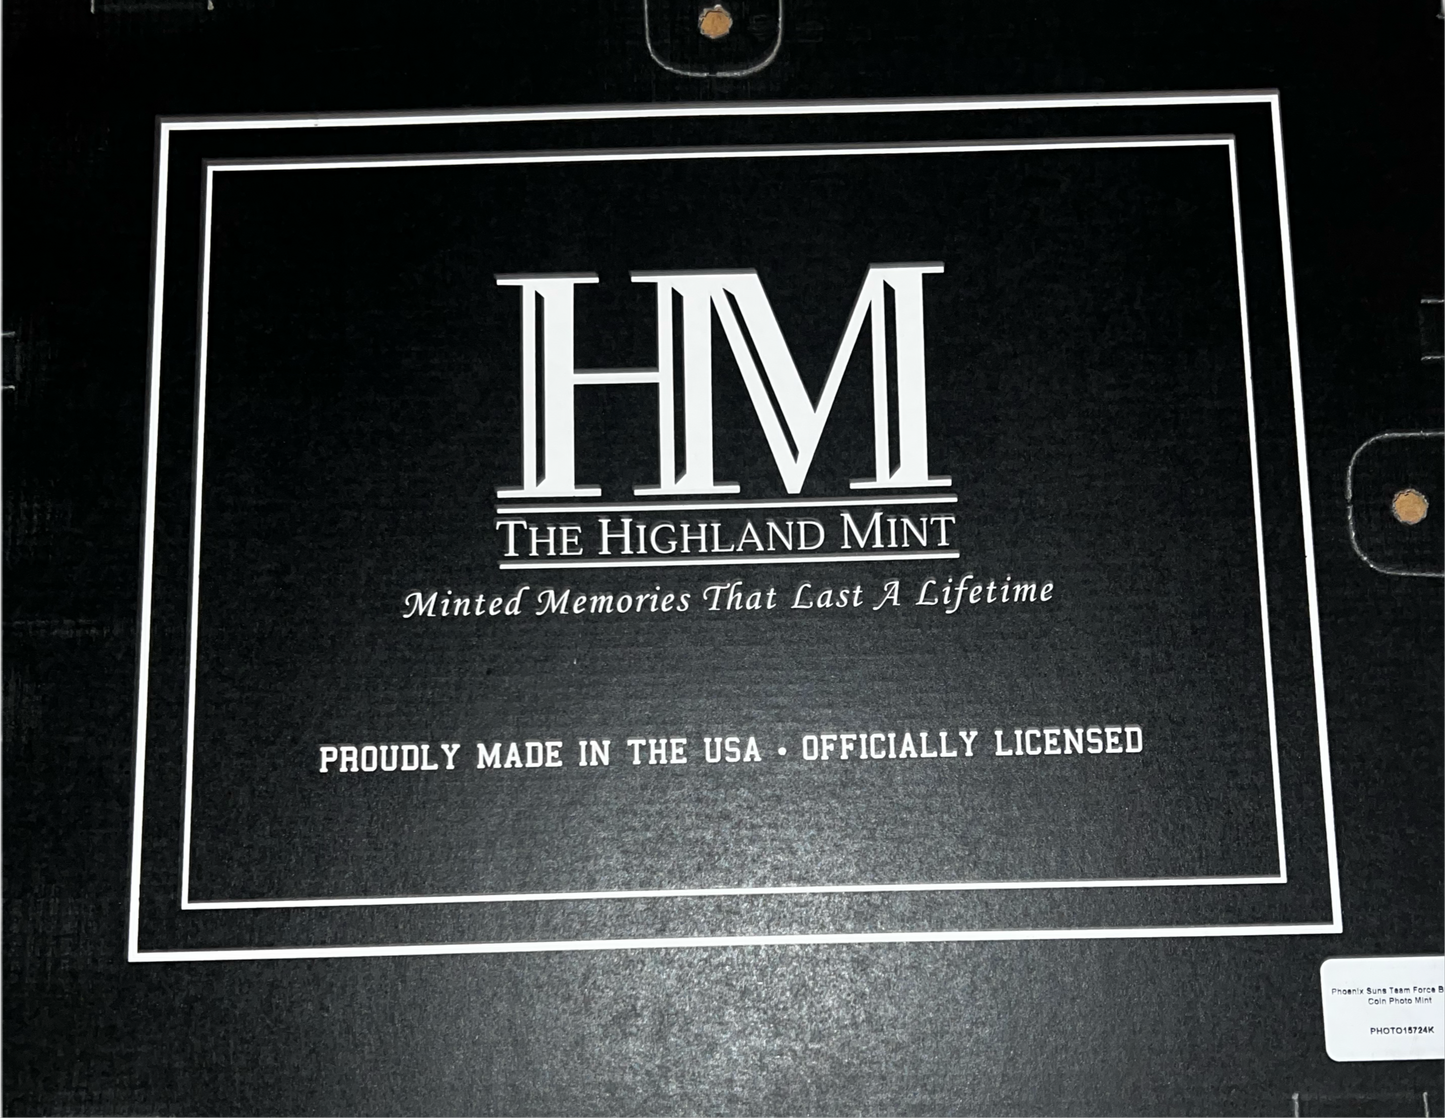 HM
THE HIGHLAND MINT
Minted Memories That Last A Lifetime
PROUDLY MADE IN THE USA • OFFICIALLY LICENSED
Phoenix Suns Team Force
Coin Photo Mint
PHOTO15724K